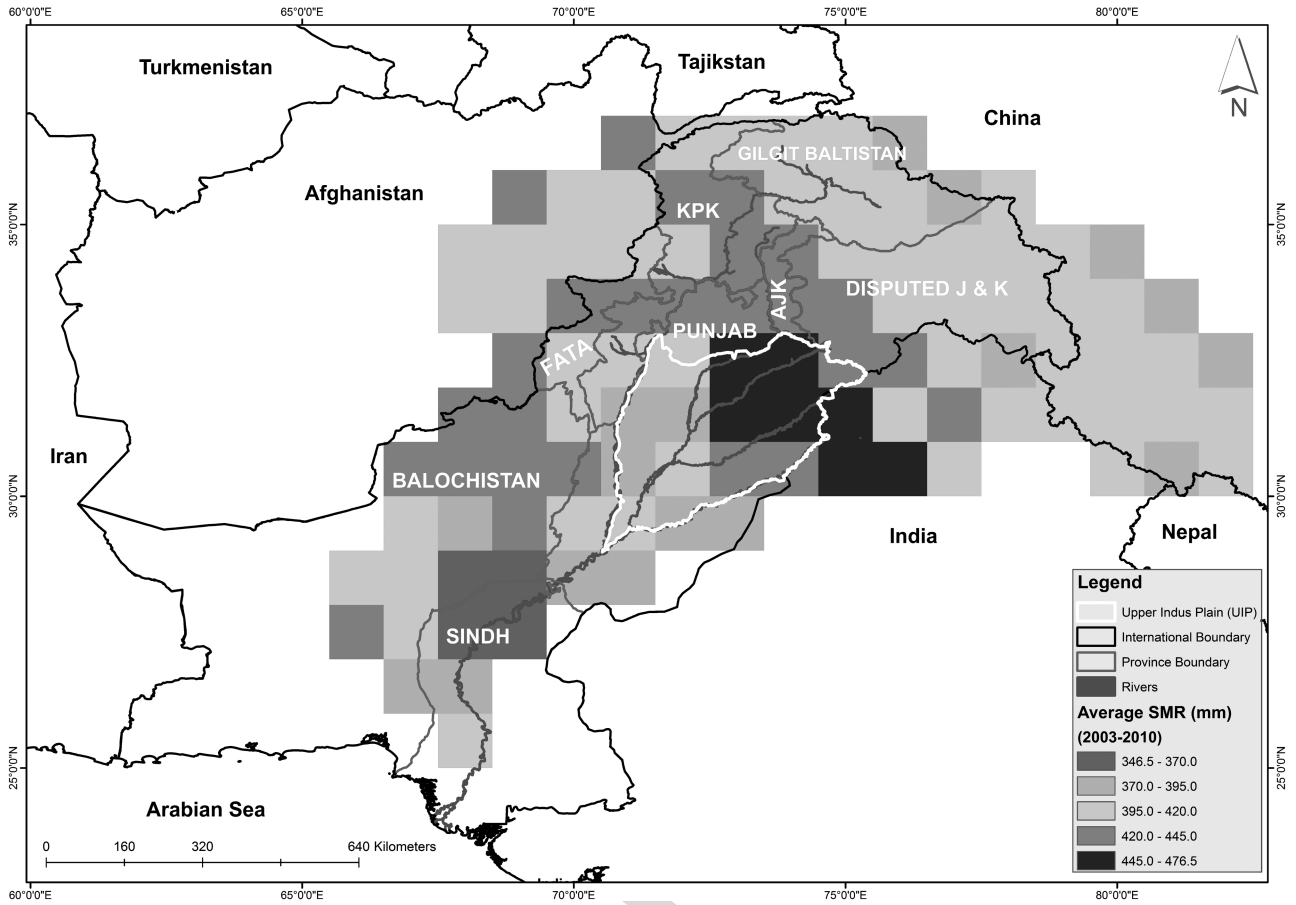 60°0'0"E 65°0'0"E 70°0'0"E 75°0'0"E 80°0'0"E
Turkmenistan
Tajikstan
China
N
GILGIT BALTISTAN
Afghanistan
KPK
35°0'0"N 35°0'0"N
DISPUTED J & K
AJK
PUNJAB
FATA
Iran
BALOCHISTAN
30°0'0"N 30°0'0"N
India
Nepal
SINDH
Legend
Upper Indus Plain (UIP)
International Boundary
Province Boundary
Rivers
Average SMR (mm)
(2003-2010)
346.5 - 370.0
370.0 - 395.0
395.0 - 420.0
420.0 - 445.0
445.0 - 476.5
25°0'0"N 25°0'0"N
Arabian Sea
0 160 320 640 Kilometers
60°0'0"E 65°0'0"E 70°0'0"E 75°0'0"E 80°0'0"E